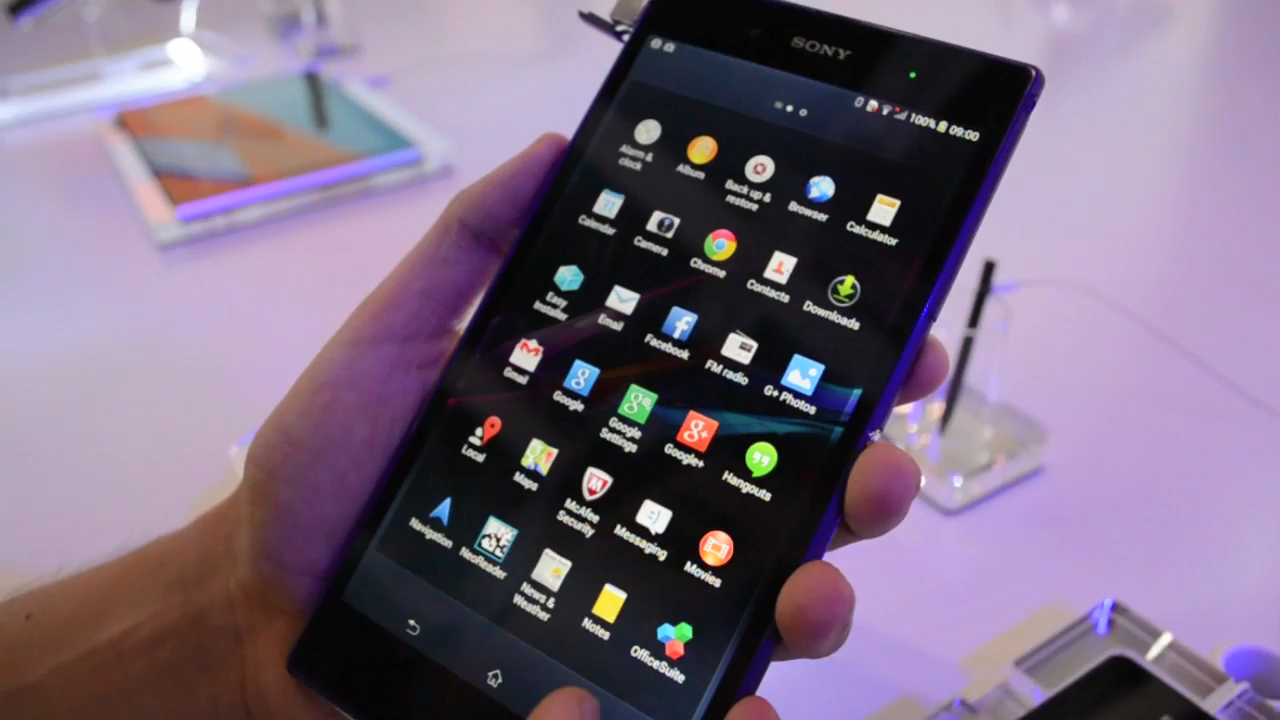 SONY
100% 09:00
Alarm &
clock
Album
Back up &
restore
Browser
Calculator
Calendar
31
Camera
Chrome
Contacts
Downloads
Easy
Installer
Email
Facebook
FM radio
G+ Photos
Gmail
Google
Google
Settings
Google+
Hangouts
Local
Maps
McAfee
Security
Messaging
Movies
Navigation
NeoReader
News &
Weather
Notes
OfficeSuite